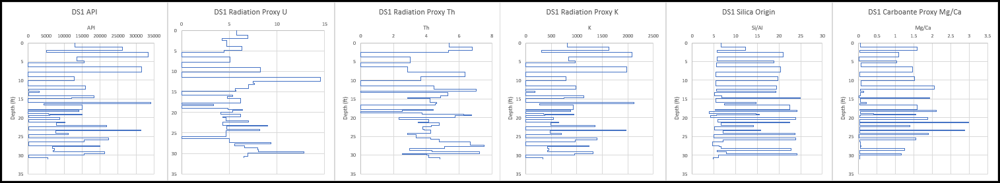 DS1 API
API
0 5000 10000 15000 20000 25000 30000 35000
0
5
10
15
20
25
30
35
Depth (ft)
DS1 Radiation Proxy U
0 5 10 15
0
5
10
15
20
25
30
35
DS1 Radiation Proxy Th
Th
0 2 4 6 8
0
5
10
15
20
25
30
35
Depth (ft)
DS1 Radiation Proxy K
K
0 500 1000 1500 2000 2500
0
5
10
15
20
25
30
35
Depth (ft)
DS1 Silica Origin
Si/Al
0 5 10 15 20 25 30
0
5
10
15
20
25
30
35
Depth (ft)
DS1 Carboante Proxy Mg/Ca
Mg/Ca
0 0.5 1 1.5 2 2.5 3 3.5
0
5
10
15
20
25
30
35
Depth (ft)